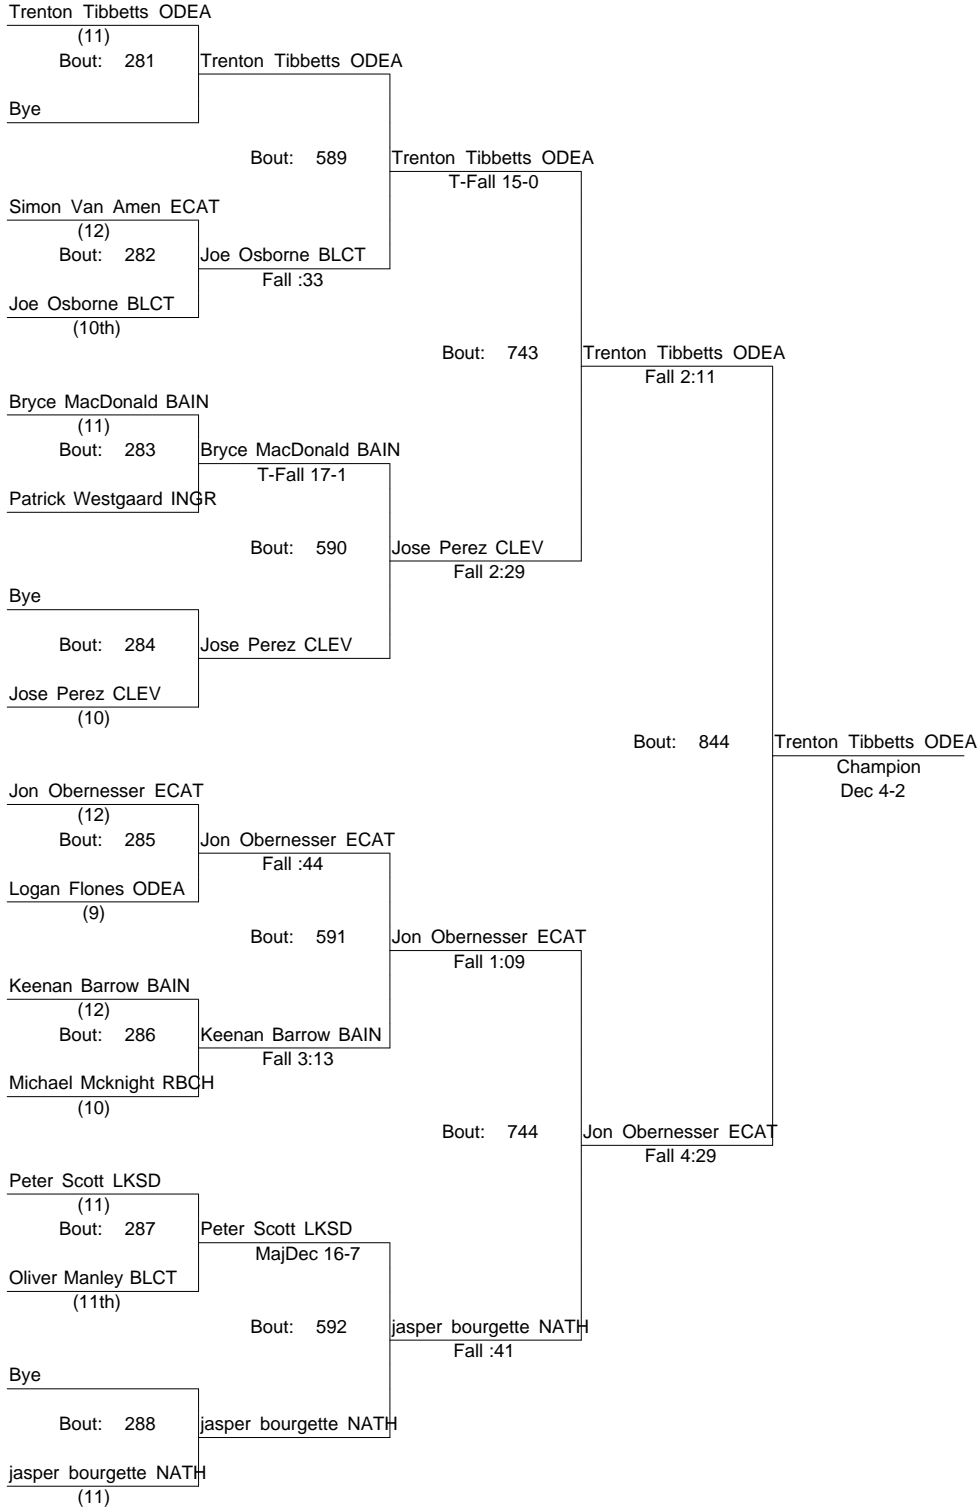 Trenton Tibbetts ODEA
(11)
Bout: 281
Trenton Tibbetts ODEA
Bye
Bout: 589
Trenton Tibbetts ODEA
T-Fall 15-0
Simon Van Amen ECAT
(12)
Bout: 282
Joe Osborne BLCT
Fall :33
Joe Osborne BLCT
(10th)
Bout: 743
Trenton Tibbetts ODEA
Fall 2:11
Bryce MacDonald BAIN
(11)
Bout: 283
Bryce MacDonald BAIN
T-Fall 17-1
Patrick Westgaard INGR
Bout: 590
Jose Perez CLEV
Fall 2:29
Bye
Bout: 284
Jose Perez CLEV
Jose Perez CLEV
(10)
Bout: 844
Trenton Tibbetts ODEA
Champion
Dec 4-2
Jon Obernesser ECAT
(12)
Bout: 285
Jon Obernesser ECAT
Fall :44
Logan Flones ODEA
(9)
Bout: 591
Jon Obernesser ECAT
Fall 1:09
Keenan Barrow BAIN
(12)
Bout: 286
Keenan Barrow BAIN
Fall 3:13
Michael Mcknight RBCH
(10)
Bout: 744
Jon Obernesser ECAT
Fall 4:29
Peter Scott LKSD
(11)
Bout: 287
Peter Scott LKSD
MajDec 16-7
Oliver Manley BLCT
(11th)
Bout: 592
jasper bourgette NATH
Fall :41
Bye
Bout: 288
jasper bourgette NATH
jasper bourgette NATH
(11)